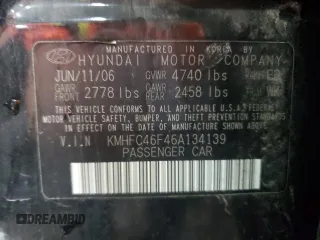 MANUFACTURED IN KOREA BY
HYUNDAI MOTOR COMPANY
JUN/11/06 GVWR 4740 lbs
GAWR FRONT 2778 lbs GAWR REAR 2458 lbs
THIS VEHICLE CONFORMS TO ALL APPLICABLE U.S.A FEDERAL
MOTOR VEHICLE SAFETY, BUMPER, AND THEFT PREVENTION
STANDARDS IN EFFECT ON THE DATE OF MANUFACTURE
V.I.N KMHFC46F46A134139
PASSENGER CAR
DREAMBID